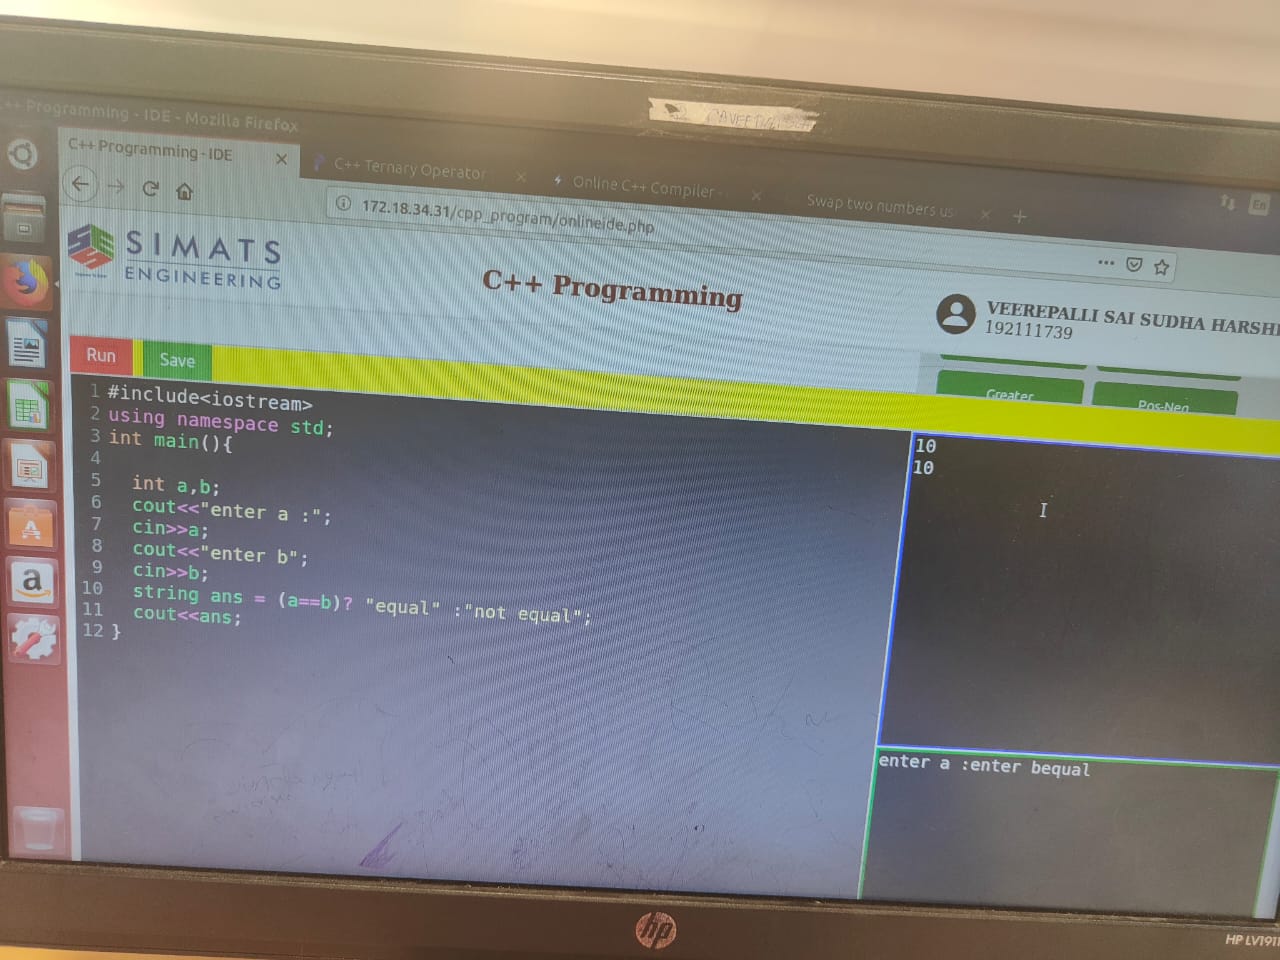 C++ Programming - IDE - Mozilla Firefox
C++ Programming - IDE
C++ Ternary Operator
Online C++ Compiler -
Swap two numbers us
En
172.18.34.31/cpp_program/onlineide.php
SIMATS
ENGINEERING
C++ Programming
VEEREPALLI SAI SUDHA HARSHI
192111739
Run
Save
Greater
Pos-Neg
1 #include<iostream>
2 using namespace std;
3 int main(){
4
5 int a,b;
6 cout<<"enter a :";
7 cin>>a;
8 cout<<"enter b";
9 cin>>b;
10 string ans = (a==b)? "equal" :"not equal";
11 cout<<ans;
12 }
10
10
enter a :enter bequal
hp
HP LV1911